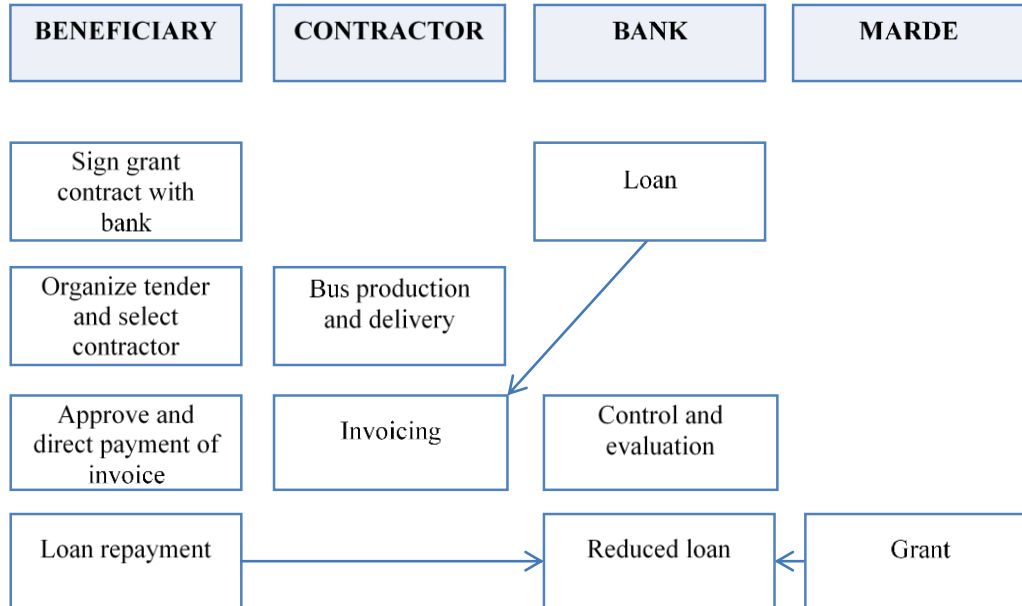 BENEFICIARY
CONTRACTOR
BANK
MARDE
Sign grant
contract with
bank
Loan
Organize tender
and select
contractor
Bus production
and delivery
Approve and
direct payment of
invoice
Invoicing
Control and
evaluation
Loan repayment
Reduced loan
Grant